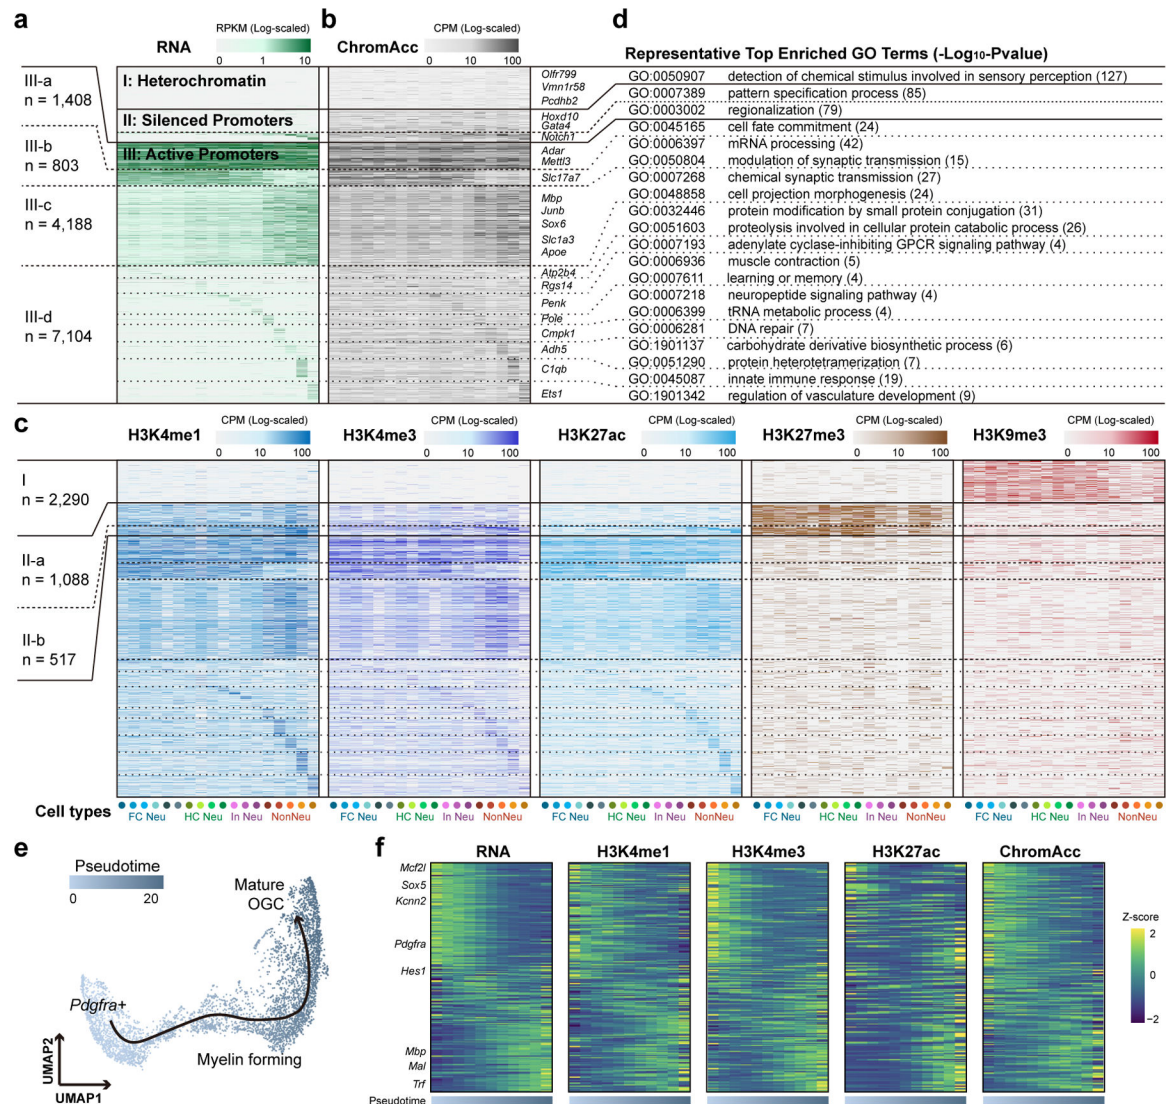 a
RPKM (Log-scaled)
RNA
0 1 10
b
CPM (Log-scaled)
ChromAcc
0 10 100
d
Representative Top Enriched GO Terms (-Log₁₀-Pvalue)
III-a
n = 1,408
III-b
n = 803
III-c
n = 4,188
III-d
n = 7,104
I: Heterochromatin
II: Silenced Promoters
III: Active Promoters
Olfr799
Vmn1r58
Pcdhb2
Hoxd10
Gata4
Notch1
Adar
Mettl3
Slc17a7
Mbp
Junb
Sox6
Slc1a3
Apoe
Atp2b4
Rgs14
Penk
Pole
Cmpk1
Adh5
C1qb
Ets1
GO:0050907 detection of chemical stimulus involved in sensory perception (127)
GO:0007389 pattern specification process (85)
GO:0003002 regionalization (79)
GO:0045165 cell fate commitment (24)
GO:0006397 mRNA processing (42)
GO:0050804 modulation of synaptic transmission (15)
GO:0007268 chemical synaptic transmission (27)
GO:0048858 cell projection morphogenesis (24)
GO:0032446 protein modification by small protein conjugation (31)
GO:0051603 proteolysis involved in cellular protein catabolic process (26)
GO:0007193 adenylate cyclase-inhibiting GPCR signaling pathway (4)
GO:0006936 muscle contraction (5)
GO:0007611 learning or memory (4)
GO:0007218 neuropeptide signaling pathway (4)
GO:0006399 tRNA metabolic process (4)
GO:0006281 DNA repair (7)
GO:1901137 carbohydrate derivative biosynthetic process (6)
GO:0051290 protein heterotetramerization (7)
GO:0045087 innate immune response (19)
GO:1901342 regulation of vasculature development (9)
c
CPM (Log-scaled)
H3K4me1
0 10 100
CPM (Log-scaled)
H3K4me3
0 10 100
CPM (Log-scaled)
H3K27ac
0 10 100
CPM (Log-scaled)
H3K27me3
0 10 100
CPM (Log-scaled)
H3K9me3
0 10 100
I
n = 2,290
II-a
n = 1,088
II-b
n = 517
Cell types
FC Neu HC Neu In Neu NonNeu
FC Neu HC Neu In Neu NonNeu
FC Neu HC Neu In Neu NonNeu
FC Neu HC Neu In Neu NonNeu
FC Neu HC Neu In Neu NonNeu
e
Pseudotime
0 20
Mature
OGC
Pdgfra+
Myelin forming
UMAP2
UMAP1
f
RNA H3K4me1 H3K4me3 H3K27ac ChromAcc
Mcf2l
Sox5
Kcnn2
Pdgfra
Hes1
Mbp
Mal
Trf
Z-score
2
0
−2
Pseudotime